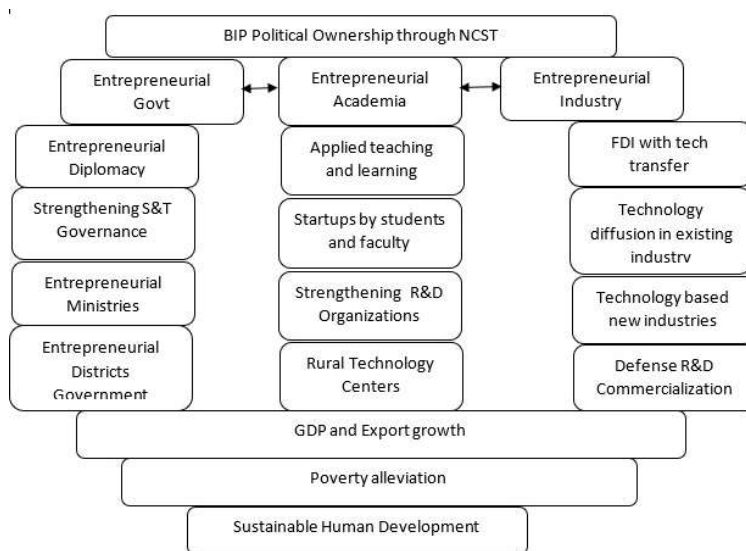 BIP Political Ownership through NCST
Entrepreneurial
Govt
Entrepreneurial
Academia
Entrepreneurial
Industry
Entrepreneurial
Diplomacy
Applied teaching
and learning
FDI with tech
transfer
Strengthening S&T
Governance
Startups by students
and faculty
Technology
diffusion in existing
industry
Entrepreneurial
Ministries
Strengthening R&D
Organizations
Technology based
new industries
Entrepreneurial
Districts
Government
Rural Technology
Centers
Defense R&D
Commercialization
GDP and Export growth
Poverty alleviation
Sustainable Human Development